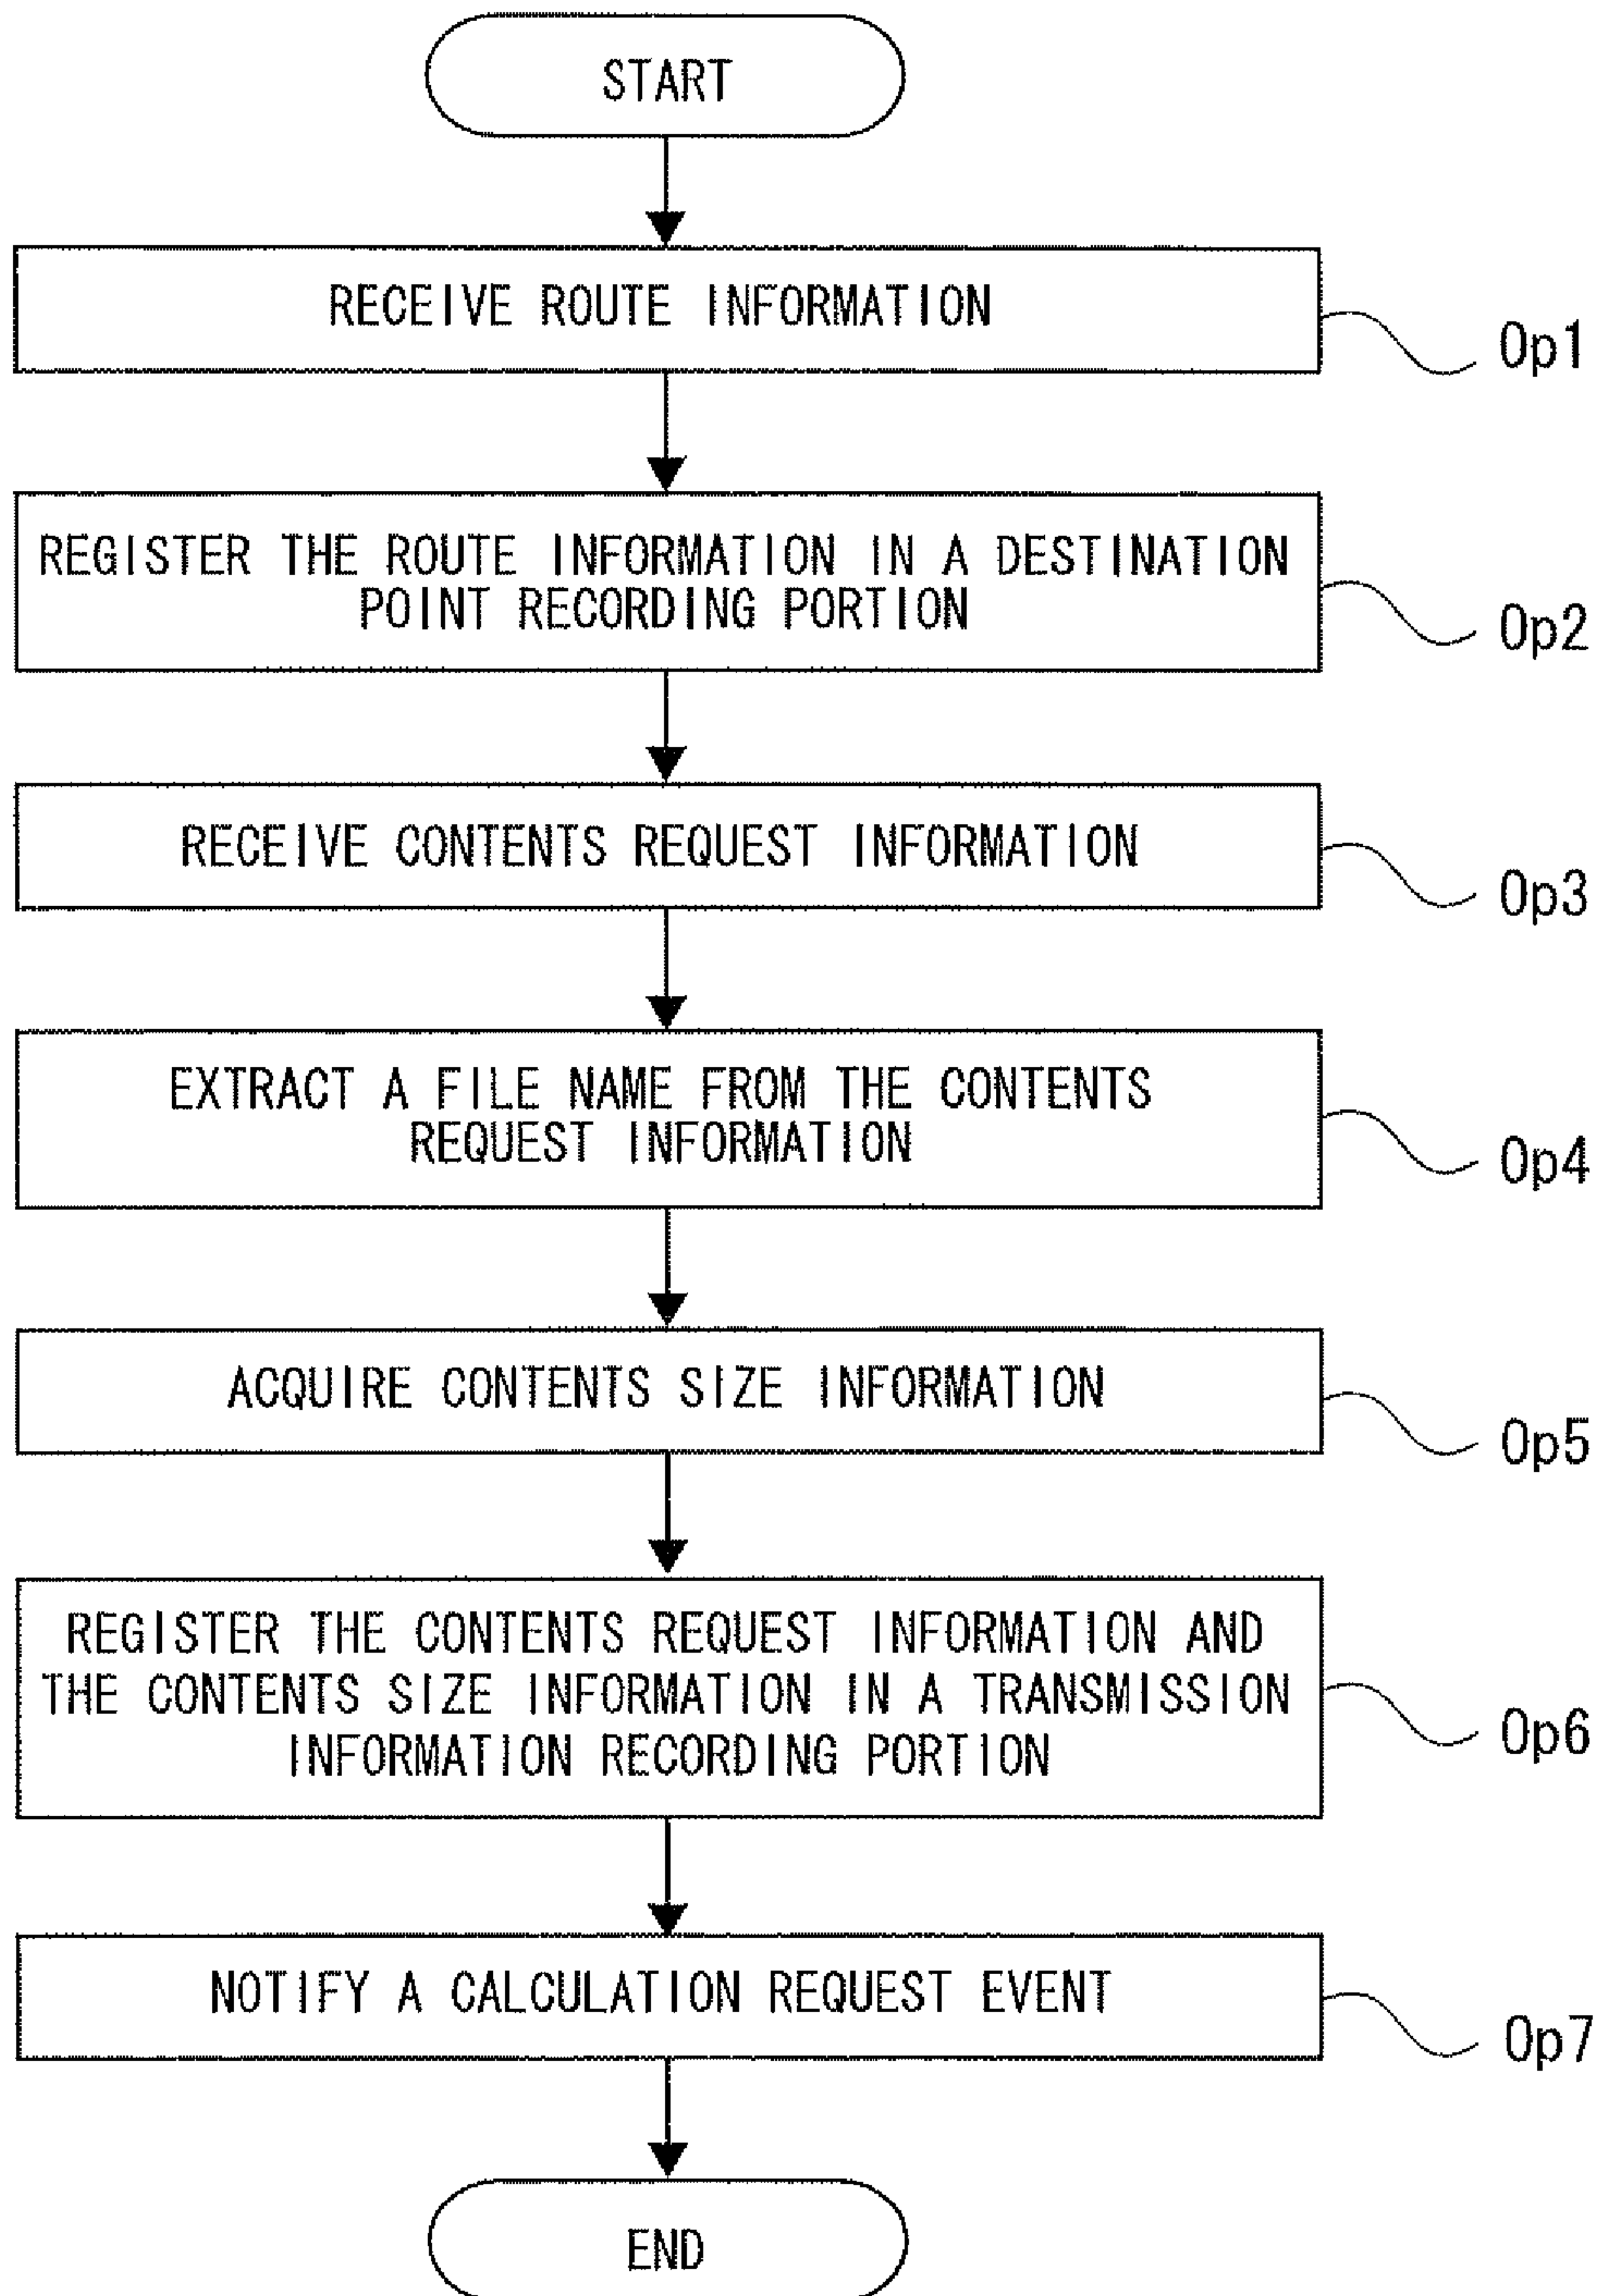 START
RECEIVE ROUTE INFORMATION
Op1
REGISTER THE ROUTE INFORMATION IN A DESTINATION
POINT RECORDING PORTION
Op2
RECEIVE CONTENTS REQUEST INFORMATION
Op3
EXTRACT A FILE NAME FROM THE CONTENTS
REQUEST INFORMATION
Op4
ACQUIRE CONTENTS SIZE INFORMATION
Op5
REGISTER THE CONTENTS REQUEST INFORMATION AND
THE CONTENTS SIZE INFORMATION IN A TRANSMISSION
INFORMATION RECORDING PORTION
Op6
NOTIFY A CALCULATION REQUEST EVENT
Op7
END